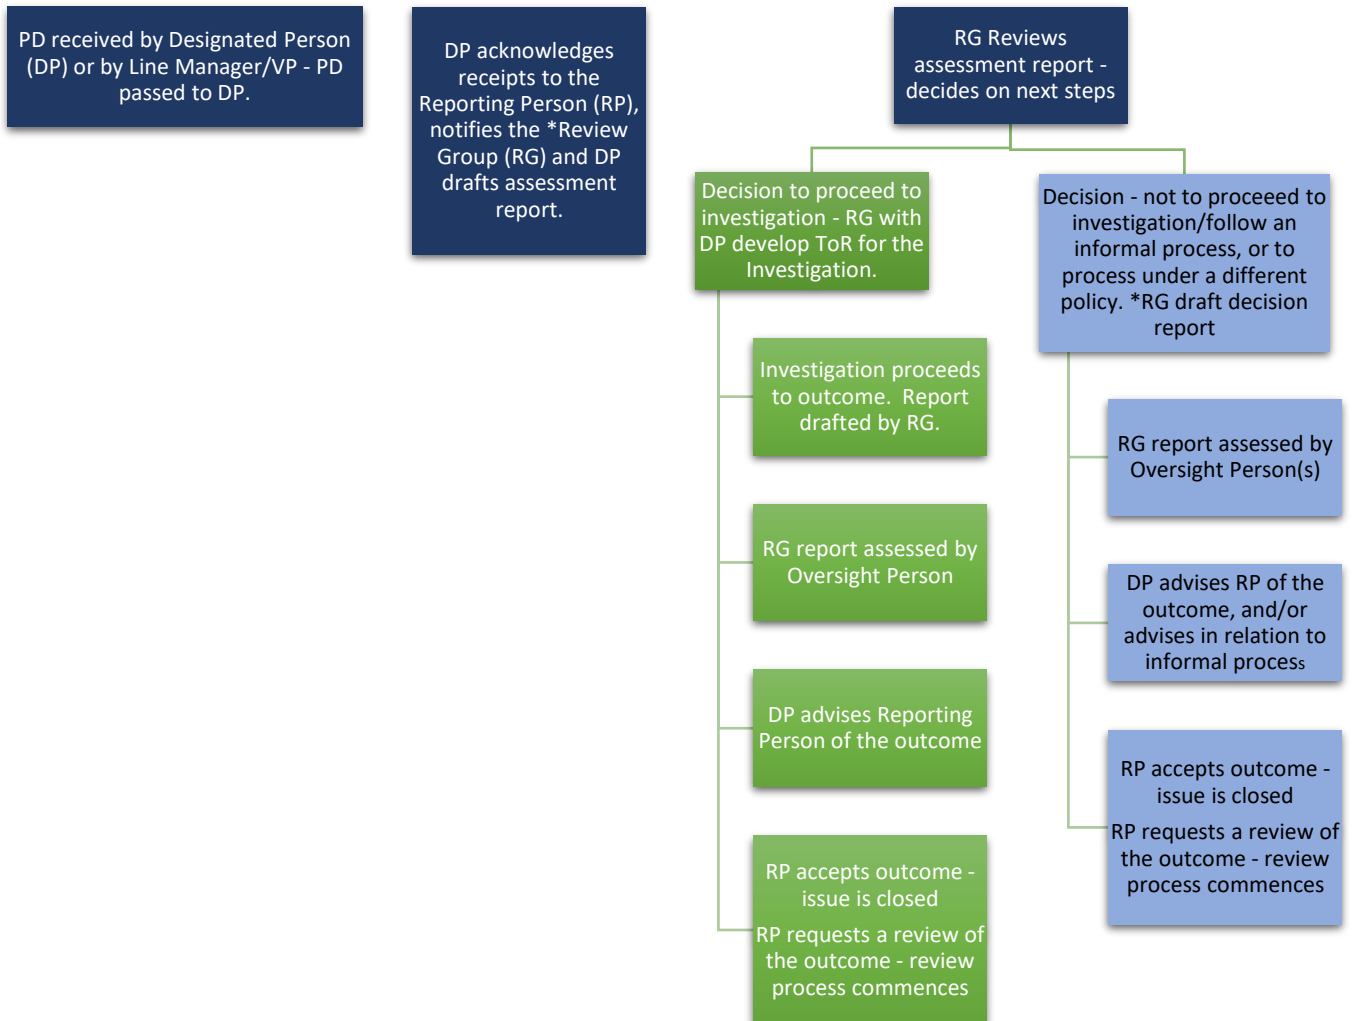 PD received by Designated Person
(DP) or by Line Manager/VP - PD
passed to DP.
DP acknowledges
receipts to the
Reporting Person (RP),
notifies the *Review
Group (RG) and DP
drafts assessment
report.
RG Reviews
assessment report -
decides on next steps
Decision to proceed to
investigation - RG with
DP develop ToR for the
Investigation.
Investigation proceeds
to outcome.  Report
drafted by RG.
RG report assessed by
Oversight Person
DP advises Reporting
Person of the outcome
RP accepts outcome -
issue is closed
RP requests a review of
the outcome - review
process commences
Decision - not to proceeed to
investigation/follow an
informal process, or to
process under a different
policy. *RG draft decision
report
RG report assessed by
Oversight Person(s)
DP advises RP of the
outcome, and/or
advises in relation to
informal process
RP accepts outcome -
issue is closed
RP requests a review of
the outcome - review
process commences